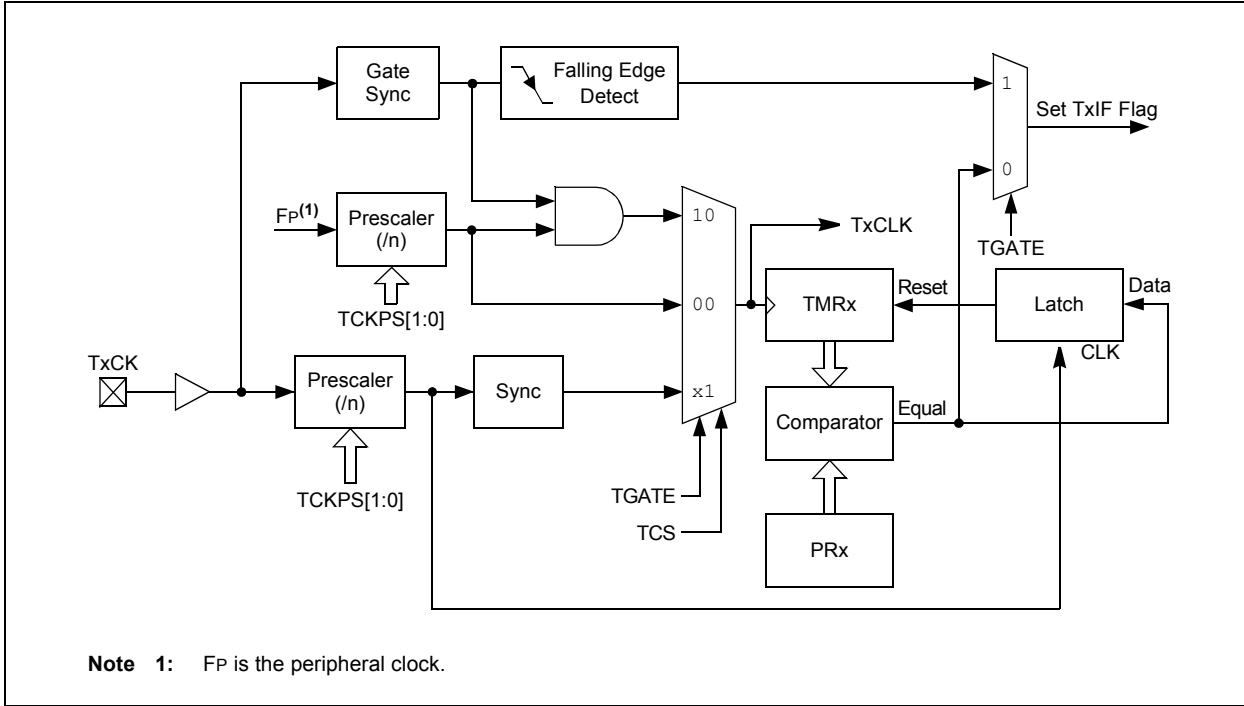 Gate
Sync
Falling Edge
Detect
1
Set TxIF Flag
0
FP(1)
Prescaler
(/n)
10
TxCLK
TGATE
TCKPS[1:0]
00
TMRx
Reset
Latch
Data
CLK
TxCK
Prescaler
(/n)
Sync
x1
Comparator
Equal
TCKPS[1:0]
TGATE
TCS
PRx
Note 1: FP is the peripheral clock.